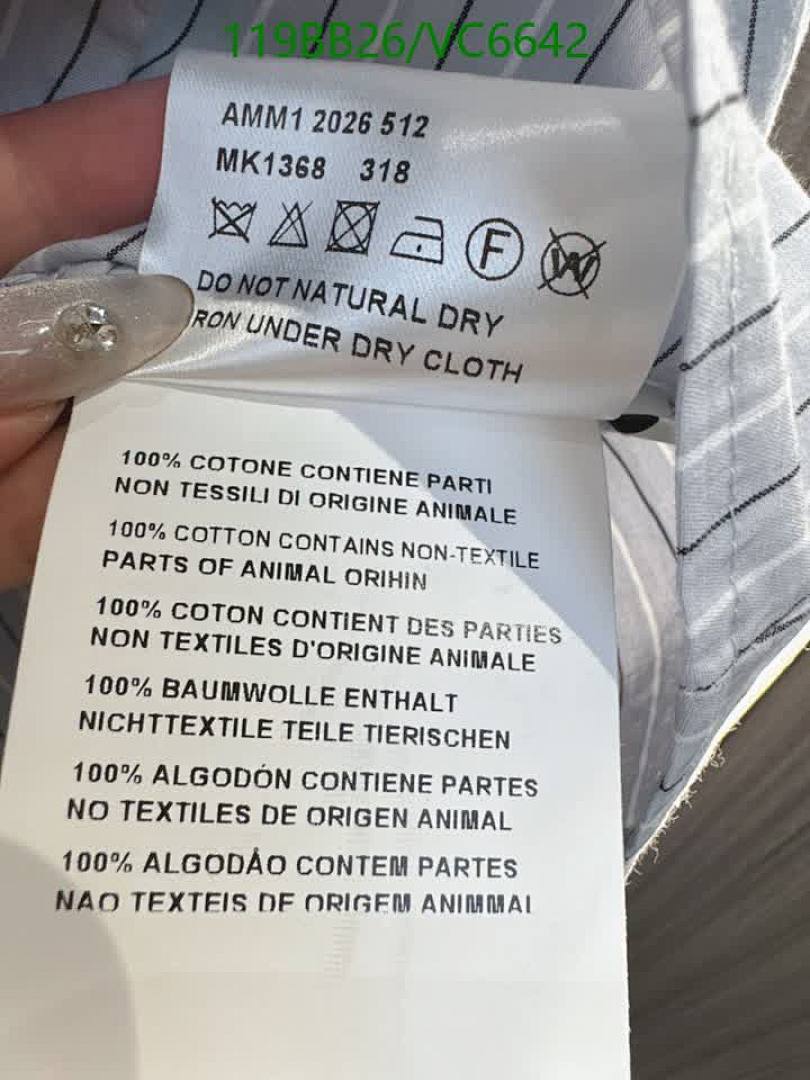 119BB26/VC6642
AMM1 2026 512
MK1368 318
F W
DO NOT NATURAL DRY
RON UNDER DRY CLOTH
100% COTONE CONTIENE PARTI
NON TESSILI DI ORIGINE ANIMALE
100% COTTON CONTAINS NON-TEXTILE
PARTS OF ANIMAL ORIHIN
100% COTON CONTIENT DES PARTIES
NON TEXTILES D'ORIGINE ANIMALE
100% BAUMWOLLE ENTHALT
NICHTTEXTILE TEILE TIERISCHEN
100% ALGODÓN CONTIENE PARTES
NO TEXTILES DE ORIGEN ANIMAL
100% ALGODÅO CONTEM PARTES
NAO TEXTEIS DE ORIGEM ANIMMAL